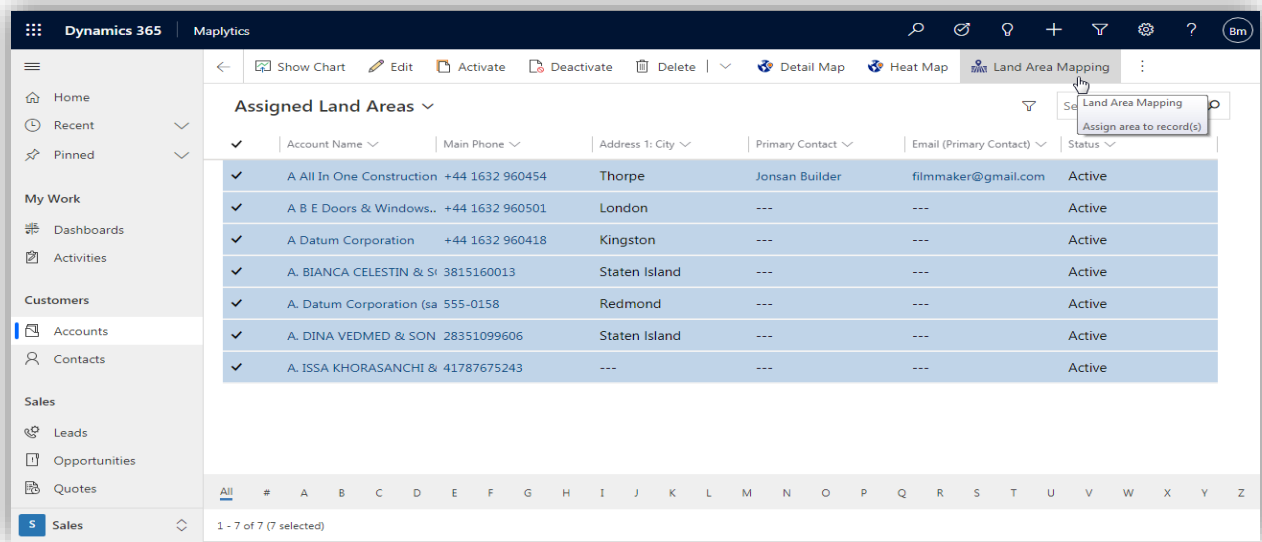 Dynamics 365 Maplytics Bm
Show Chart Edit Activate Deactivate Delete Detail Map Heat Map Land Area Mapping
Home
Recent
Pinned
My Work
Dashboards
Activities
Customers
Accounts
Contacts
Sales
Leads
Opportunities
Quotes
S Sales
Assigned Land Areas
Se
Land Area Mapping
Assign area to record(s)
Account Name Main Phone Address 1: City Primary Contact Email (Primary Contact) Status
A All In One Construction +44 1632 960454 Thorpe Jonsan Builder filmmaker@gmail.com Active
A B E Doors & Windows.. +44 1632 960501 London --- --- Active
A Datum Corporation +44 1632 960418 Kingston --- --- Active
A. BIANCA CELESTIN & S 3815160013 Staten Island --- --- Active
A. Datum Corporation (sa 555-0158 Redmond --- --- Active
A. DINA VEDMED & SON 28351099606 Staten Island --- --- Active
A. ISSA KHORASANCHI & 41787675243 --- --- --- Active
All # A B C D E F G H I J K L M N O P Q R S T U V W X Y Z
1 - 7 of 7 (7 selected)